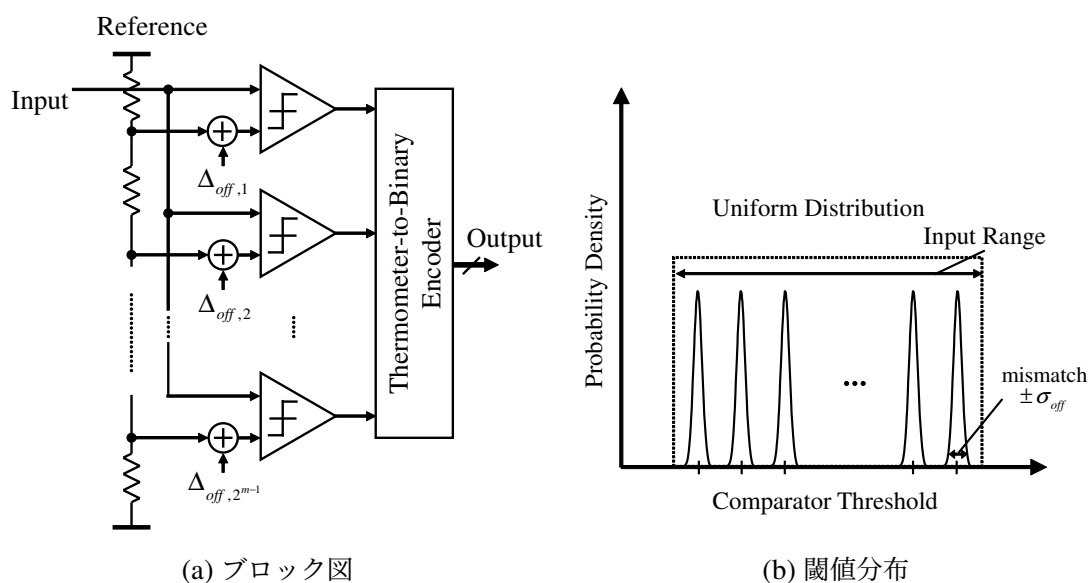 Reference
Input
Δoff,1
Δoff,2
Δoff,2^m-1
Thermometer-to-Binary
Encoder
Output
(a) ブロック図
Probability Density
Uniform Distribution
Input Range
...
mismatch
±σoff
Comparator Threshold
(b) 閾値分布